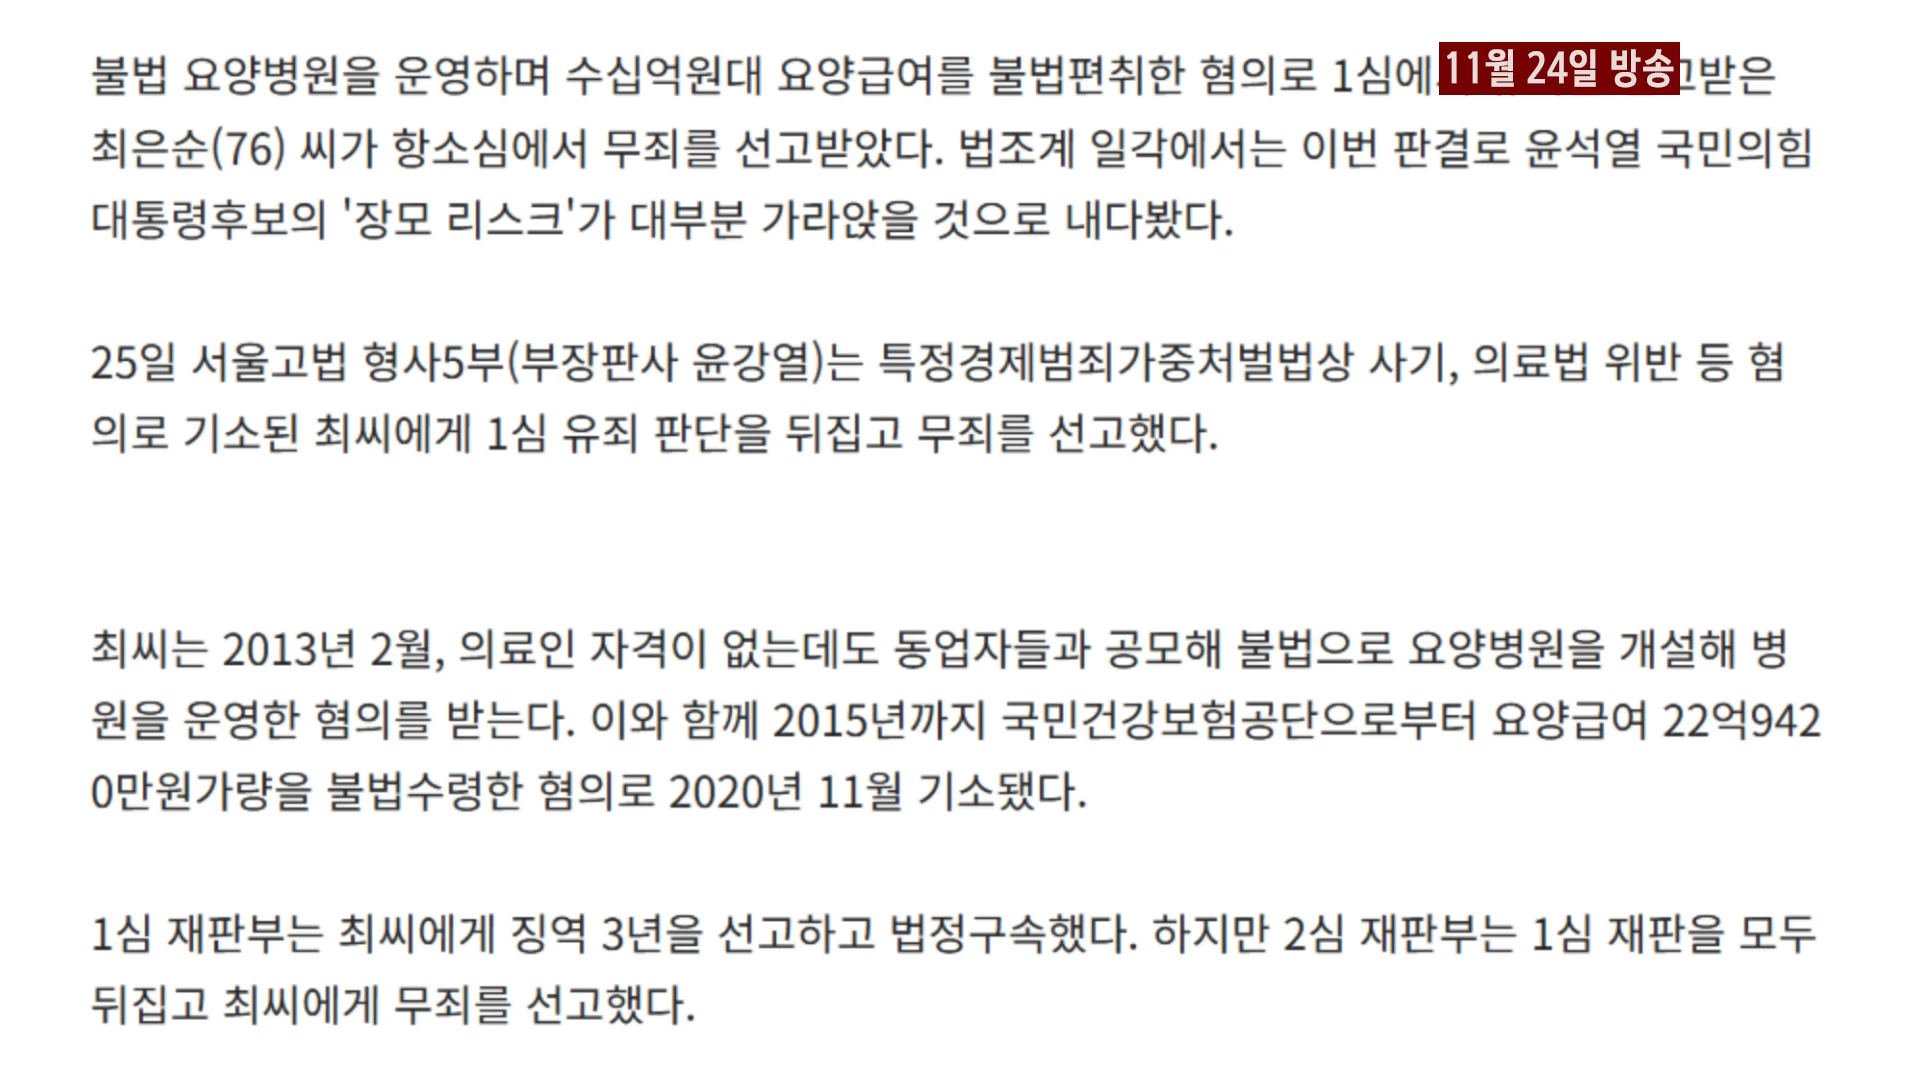 불법 요양병원을 운영하며 수십억원대 요양급여를 불법편취한 혐의로 1심에
11월 24일 방송
고받은
최은순(76) 씨가 항소심에서 무죄를 선고받았다. 법조계 일각에서는 이번 판결로 윤석열 국민의힘
대통령후보의 '장모 리스크'가 대부분 가라앉을 것으로 내다봤다.
25일 서울고법 형사5부(부장판사 윤강열)는 특정경제범죄가중처벌법상 사기, 의료법 위반 등 혐
의로 기소된 최씨에게 1심 유죄 판단을 뒤집고 무죄를 선고했다.
최씨는 2013년 2월, 의료인 자격이 없는데도 동업자들과 공모해 불법으로 요양병원을 개설해 병
원을 운영한 혐의를 받는다. 이와 함께 2015년까지 국민건강보험공단으로부터 요양급여 22억942
0만원가량을 불법수령한 혐의로 2020년 11월 기소됐다.
1심 재판부는 최씨에게 징역 3년을 선고하고 법정구속했다. 하지만 2심 재판부는 1심 재판을 모두
뒤집고 최씨에게 무죄를 선고했다.